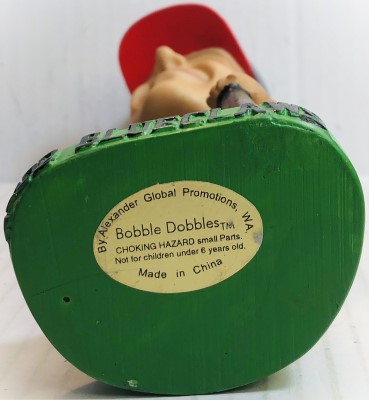 By Alexander Global Promotions, WA.
Bobble Dobbles™
CHOKING HAZARD small Parts.
Not for children under 6 years old.
Made in China